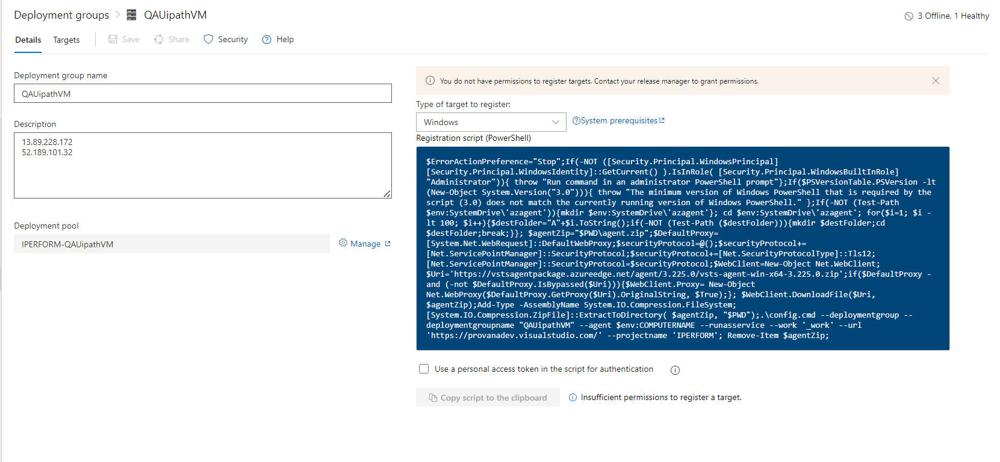 Deployment groups > QAUipathVM
3 Offline, 1 Healthy
Details Targets Save Share Security Help
Deployment group name
QAUipathVM
Description
13.89.228.172
52.189.101.32
Deployment pool
IPERFORM-QAUipathVM
Manage
You do not have permissions to register targets. Contact your release manager to grant permissions.
Type of target to register:
Windows
System prerequisites
Registration script (PowerShell)
$ErrorActionPreference="Stop";If(-NOT ([Security.Principal.WindowsPrincipal]
[Security.Principal.WindowsIdentity]::GetCurrent() ).IsInRole( [Security.Principal.WindowsBuiltInRole]
"Administrator")){ throw "Run command in an administrator PowerShell prompt"};If($PSVersionTable.PSVersion -lt
(New-Object System.Version("3.0"))){ throw "The minimum version of Windows PowerShell that is required by the
script (3.0) does not match the currently running version of Windows PowerShell." };If(-NOT (Test-Path
$env:SystemDrive\'azagent')){mkdir $env:SystemDrive\'azagent'}; cd $env:SystemDrive\'azagent'; for($i=1; $i -
lt 100; $i++){$destFolder="A"+$i.ToString();if(-NOT (Test-Path ($destFolder))){mkdir $destFolder;cd
$destFolder;break;}}; $agentZip="$PWD\agent.zip";$DefaultProxy=
[System.Net.WebRequest]::DefaultWebProxy;$securityProtocol=@();$securityProtocol+=
[Net.ServicePointManager]::SecurityProtocol;$securityProtocol+=[Net.SecurityProtocolType]::Tls12;
[Net.ServicePointManager]::SecurityProtocol=$securityProtocol;$WebClient=New-Object Net.WebClient;
$Uri='https://vstsagentpackage.azureedge.net/agent/3.225.0/vsts-agent-win-x64-3.225.0.zip';if($DefaultProxy -
and (-not $DefaultProxy.IsBypassed($Uri))){$WebClient.Proxy= New-Object
Net.WebProxy($DefaultProxy.GetProxy($Uri).OriginalString, $True);}; $WebClient.DownloadFile($Uri,
$agentZip);Add-Type -AssemblyName System.IO.Compression.FileSystem;
[System.IO.Compression.ZipFile]::ExtractToDirectory( $agentZip, "$PWD");.\config.cmd --deploymentgroup --
deploymentgroupname "QAUipathVM" --agent $env:COMPUTERNAME --runasservice --work '_work' --url
'https://provanadev.visualstudio.com/' --projectname 'IPERFORM'; Remove-Item $agentZip;
Use a personal access token in the script for authentication
Copy script to the clipboard
Insufficient permissions to register a target.